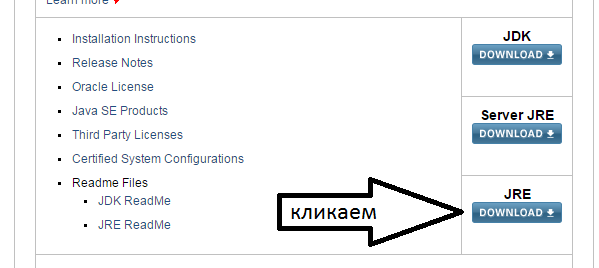 Learn more
Installation Instructions
Release Notes
Oracle License
Java SE Products
Third Party Licenses
Certified System Configurations
Readme Files
JDK ReadMe
JRE ReadMe
JDK
DOWNLOAD
Server JRE
DOWNLOAD
JRE
DOWNLOAD
кликаем